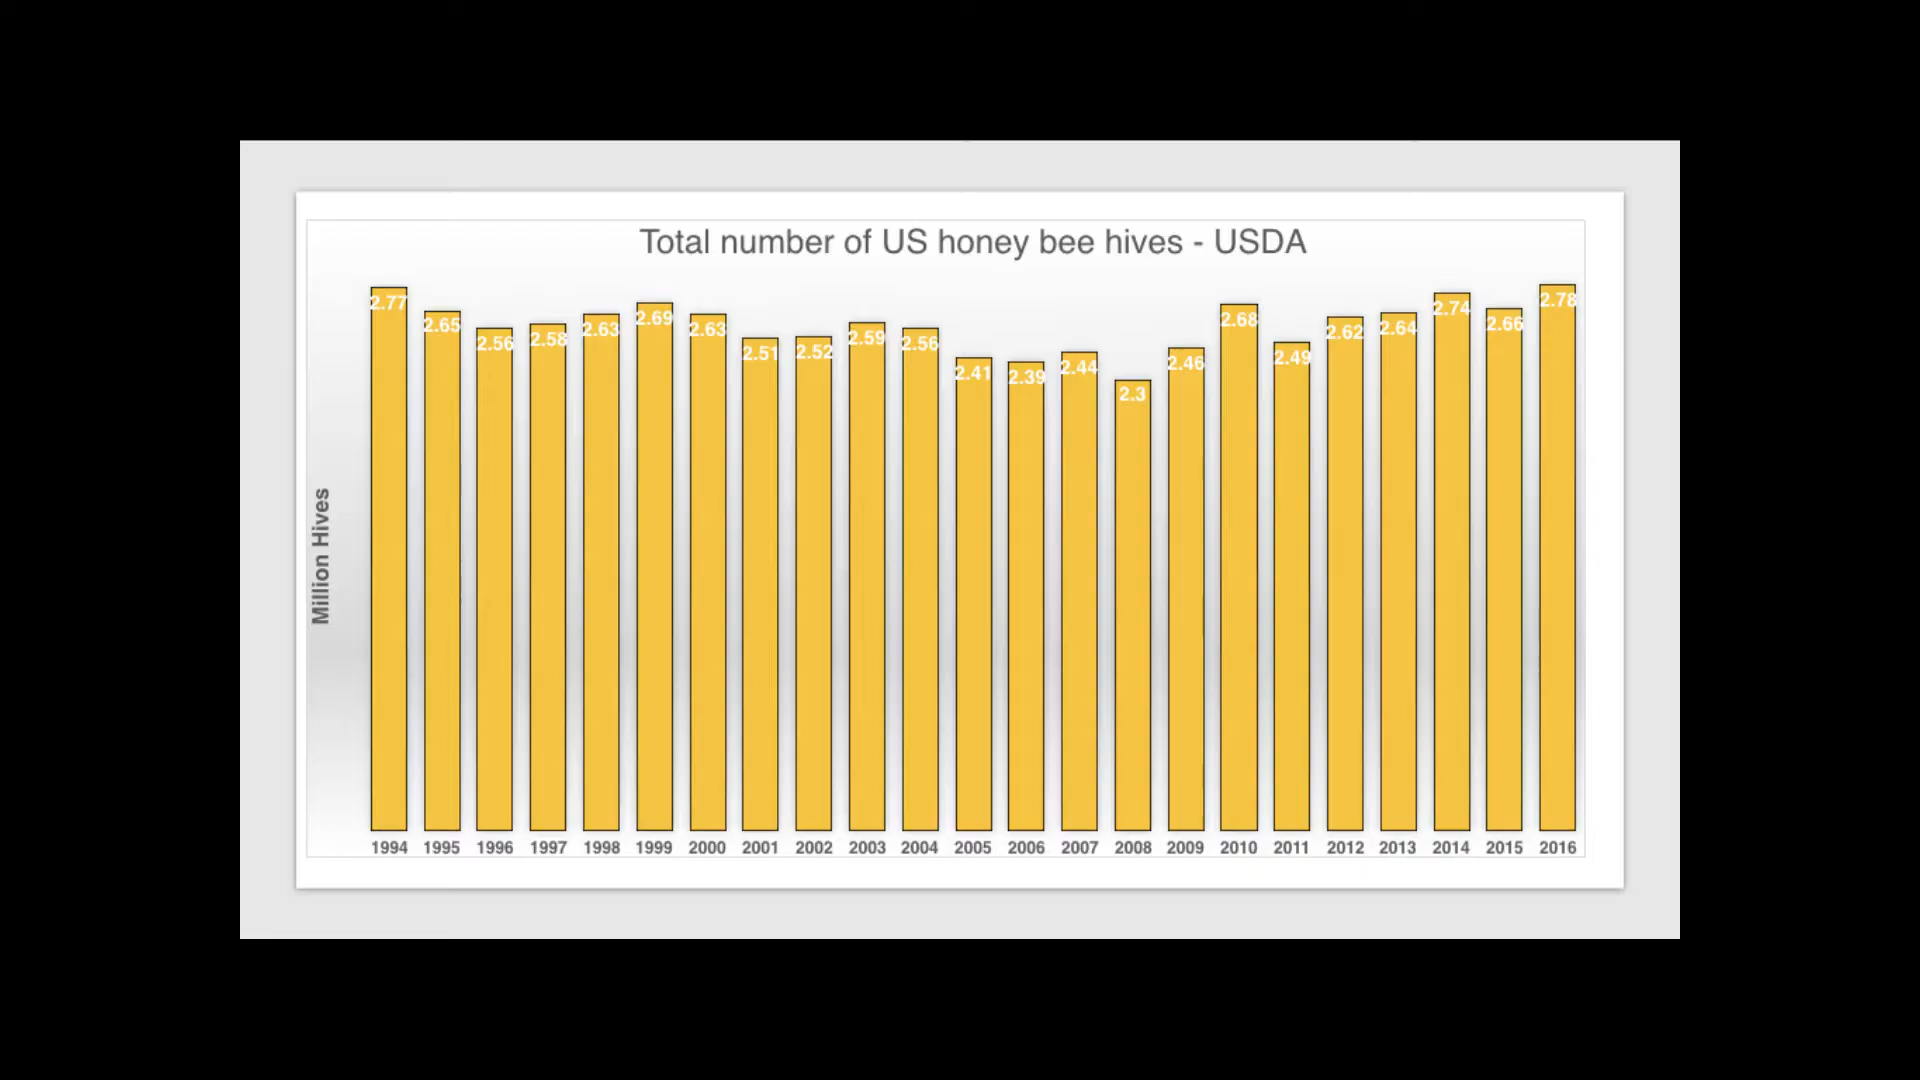 Total number of US honey bee hives - USDA
Million Hives
2.77 2.65 2.56 2.58 2.63 2.69 2.63 2.51 2.52 2.59 2.56 2.41 2.39 2.44 2.3 2.46 2.68 2.49 2.62 2.64 2.74 2.66 2.78
1994 1995 1996 1997 1998 1999 2000 2001 2002 2003 2004 2005 2006 2007 2008 2009 2010 2011 2012 2013 2014 2015 2016